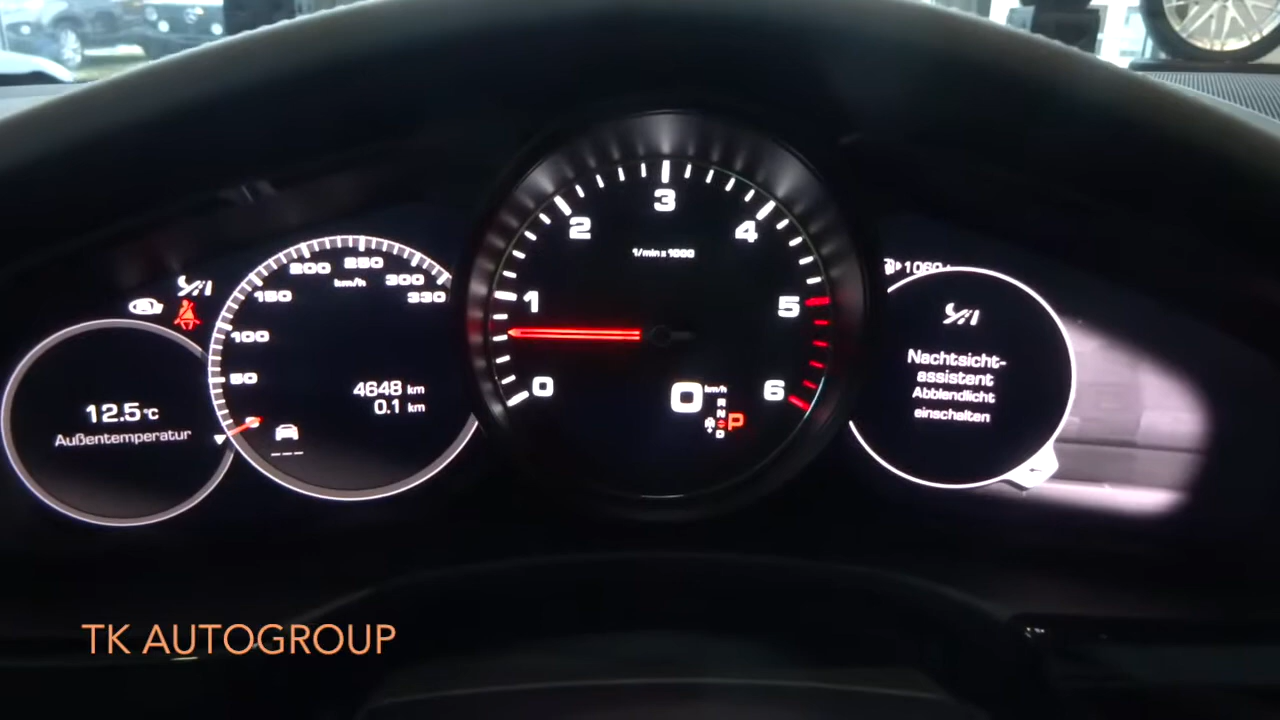 12.5°C
Außentemperatur
50
100
150
200
250
300
330
km/h
4648 km
0.1 km
0
1
2
3
4
5
6
1/min x 1000
0 km/h
R
N
D
P
Nachtsicht-
assistent
Abblendlicht
einschalten
TK AUTOGROUP